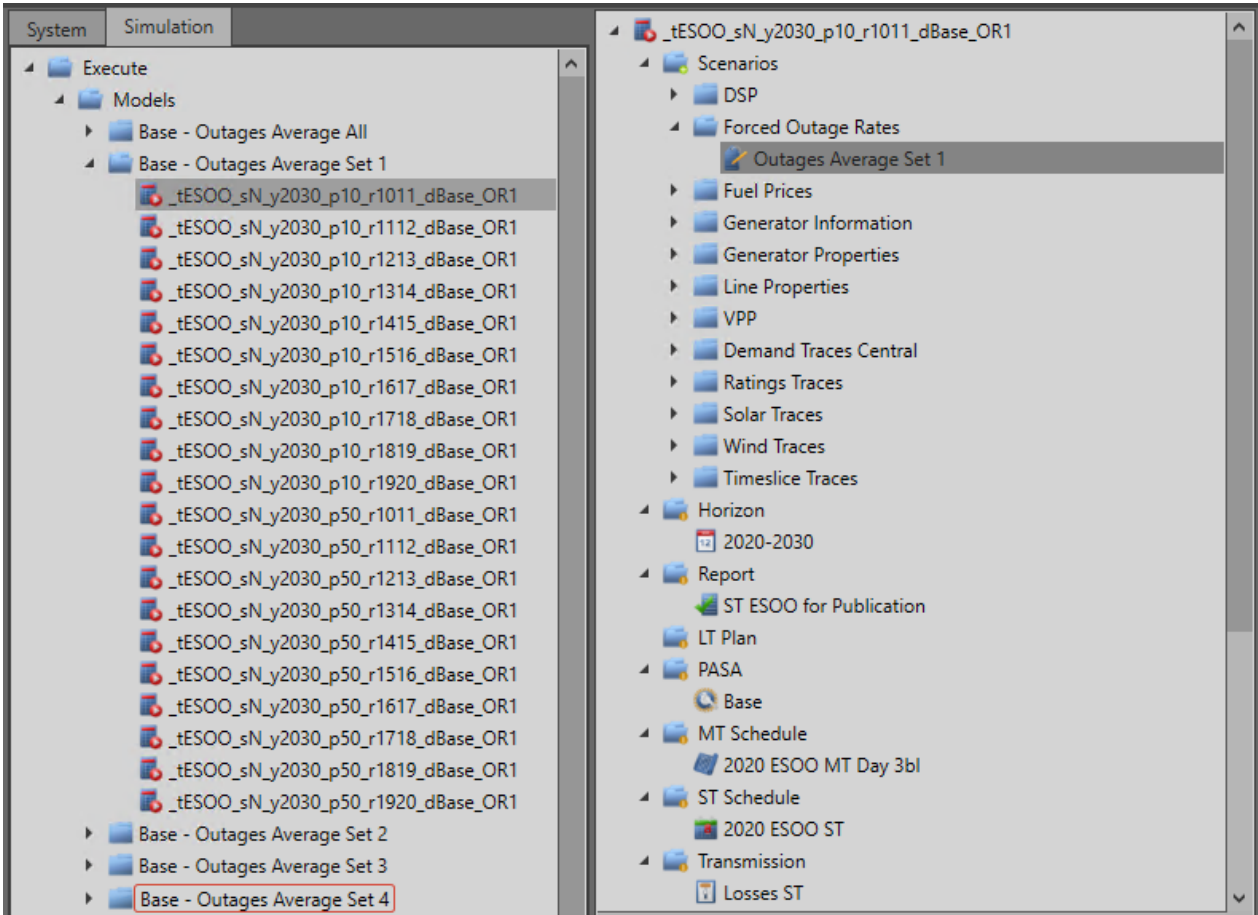 System Simulation
Execute
Models
Base - Outages Average All
Base - Outages Average Set 1
_tESOO_sN_y2030_p10_r1011_dBase_OR1
_tESOO_sN_y2030_p10_r1112_dBase_OR1
_tESOO_sN_y2030_p10_r1213_dBase_OR1
_tESOO_sN_y2030_p10_r1314_dBase_OR1
_tESOO_sN_y2030_p10_r1415_dBase_OR1
_tESOO_sN_y2030_p10_r1516_dBase_OR1
_tESOO_sN_y2030_p10_r1617_dBase_OR1
_tESOO_sN_y2030_p10_r1718_dBase_OR1
_tESOO_sN_y2030_p10_r1819_dBase_OR1
_tESOO_sN_y2030_p10_r1920_dBase_OR1
_tESOO_sN_y2030_p50_r1011_dBase_OR1
_tESOO_sN_y2030_p50_r1112_dBase_OR1
_tESOO_sN_y2030_p50_r1213_dBase_OR1
_tESOO_sN_y2030_p50_r1314_dBase_OR1
_tESOO_sN_y2030_p50_r1415_dBase_OR1
_tESOO_sN_y2030_p50_r1516_dBase_OR1
_tESOO_sN_y2030_p50_r1617_dBase_OR1
_tESOO_sN_y2030_p50_r1718_dBase_OR1
_tESOO_sN_y2030_p50_r1819_dBase_OR1
_tESOO_sN_y2030_p50_r1920_dBase_OR1
Base - Outages Average Set 2
Base - Outages Average Set 3
Base - Outages Average Set 4
_tESOO_sN_y2030_p10_r1011_dBase_OR1
Scenarios
DSP
Forced Outage Rates
Outages Average Set 1
Fuel Prices
Generator Information
Generator Properties
Line Properties
VPP
Demand Traces Central
Ratings Traces
Solar Traces
Wind Traces
Timeslice Traces
Horizon
12
2020-2030
Report
ST ESOO for Publication
LT Plan
PASA
Base
MT Schedule
2020 ESOO MT Day 3bl
ST Schedule
2020 ESOO ST
Transmission
Losses ST